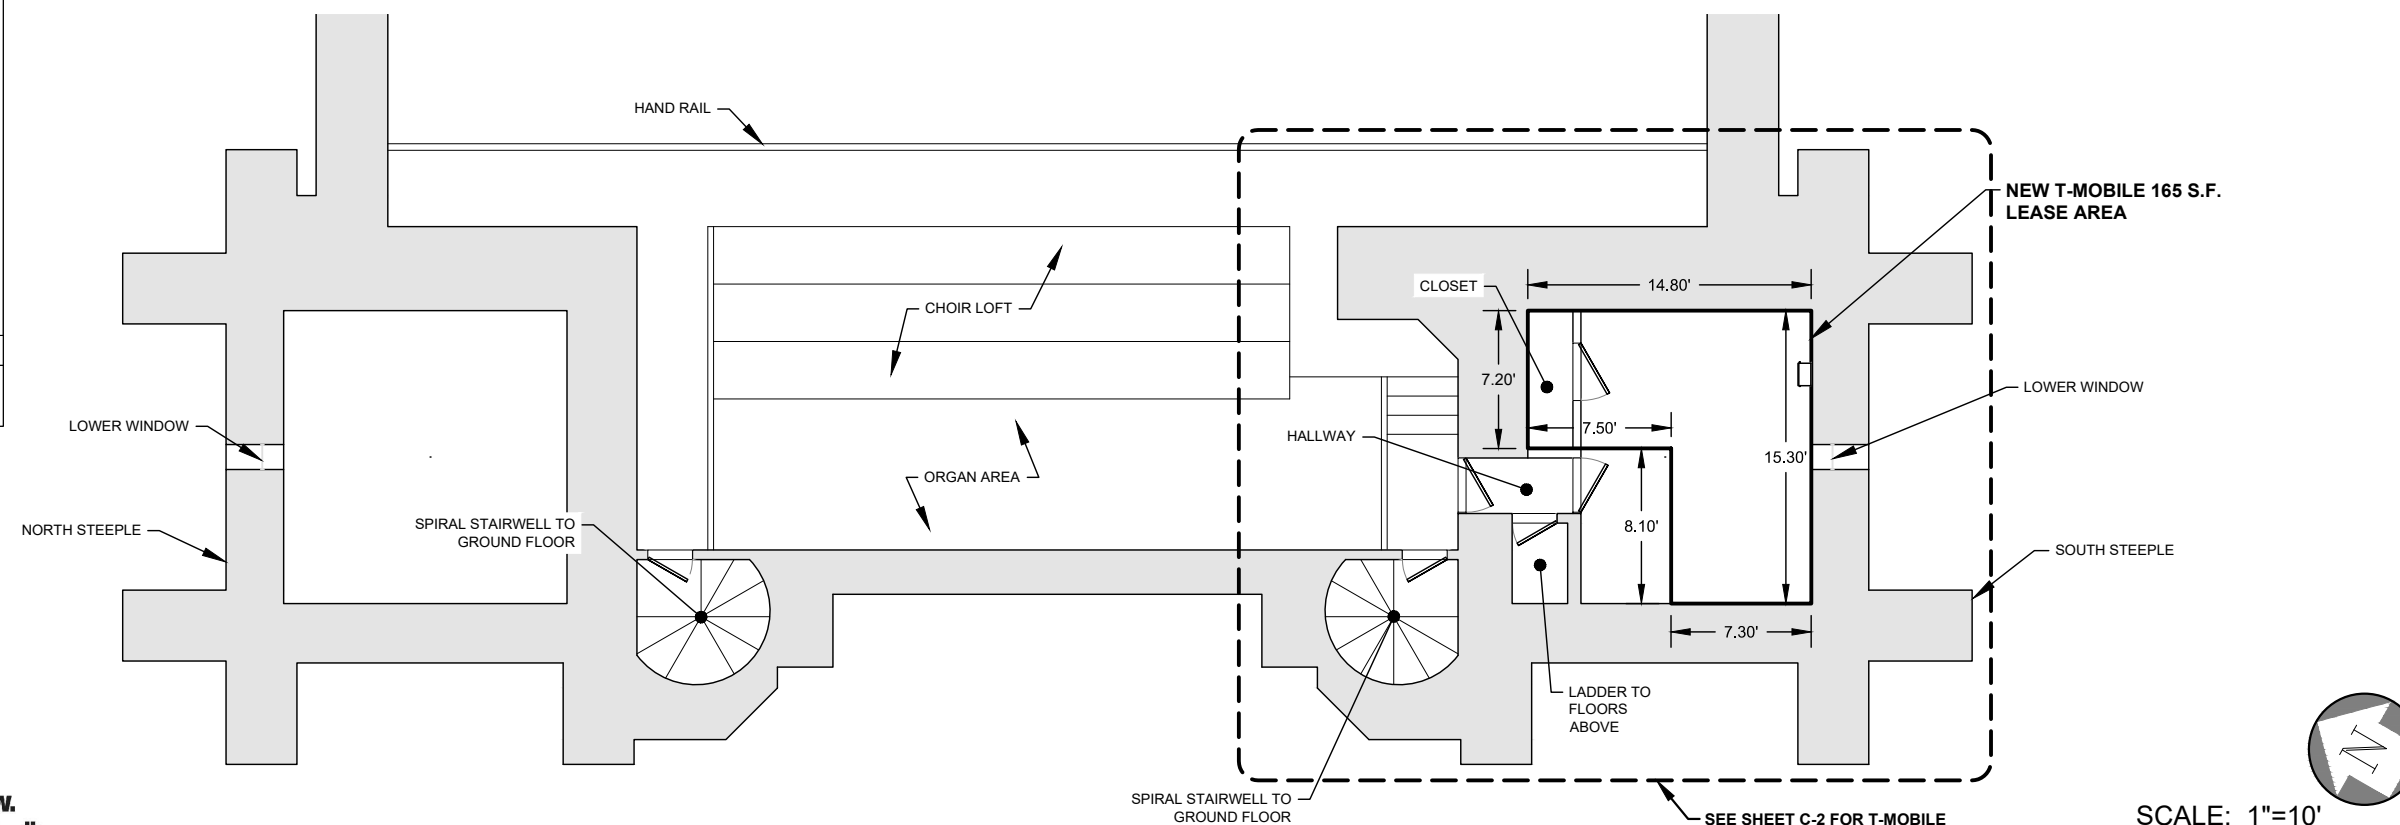 HAND RAIL
NEW T-MOBILE 165 S.F.
LEASE AREA
CLOSET
14.80'
CHOIR LOFT
7.20'
LOWER WINDOW
LOWER WINDOW
7.50'
HALLWAY
15.30'
ORGAN AREA
NORTH STEEPLE
SPIRAL STAIRWELL TO
GROUND FLOOR
8.10'
SOUTH STEEPLE
7.30'
LADDER TO
FLOORS
ABOVE
N
SPIRAL STAIRWELL TO
GROUND FLOOR
SEE SHEET C-2 FOR T-MOBILE
SCALE: 1"=10'